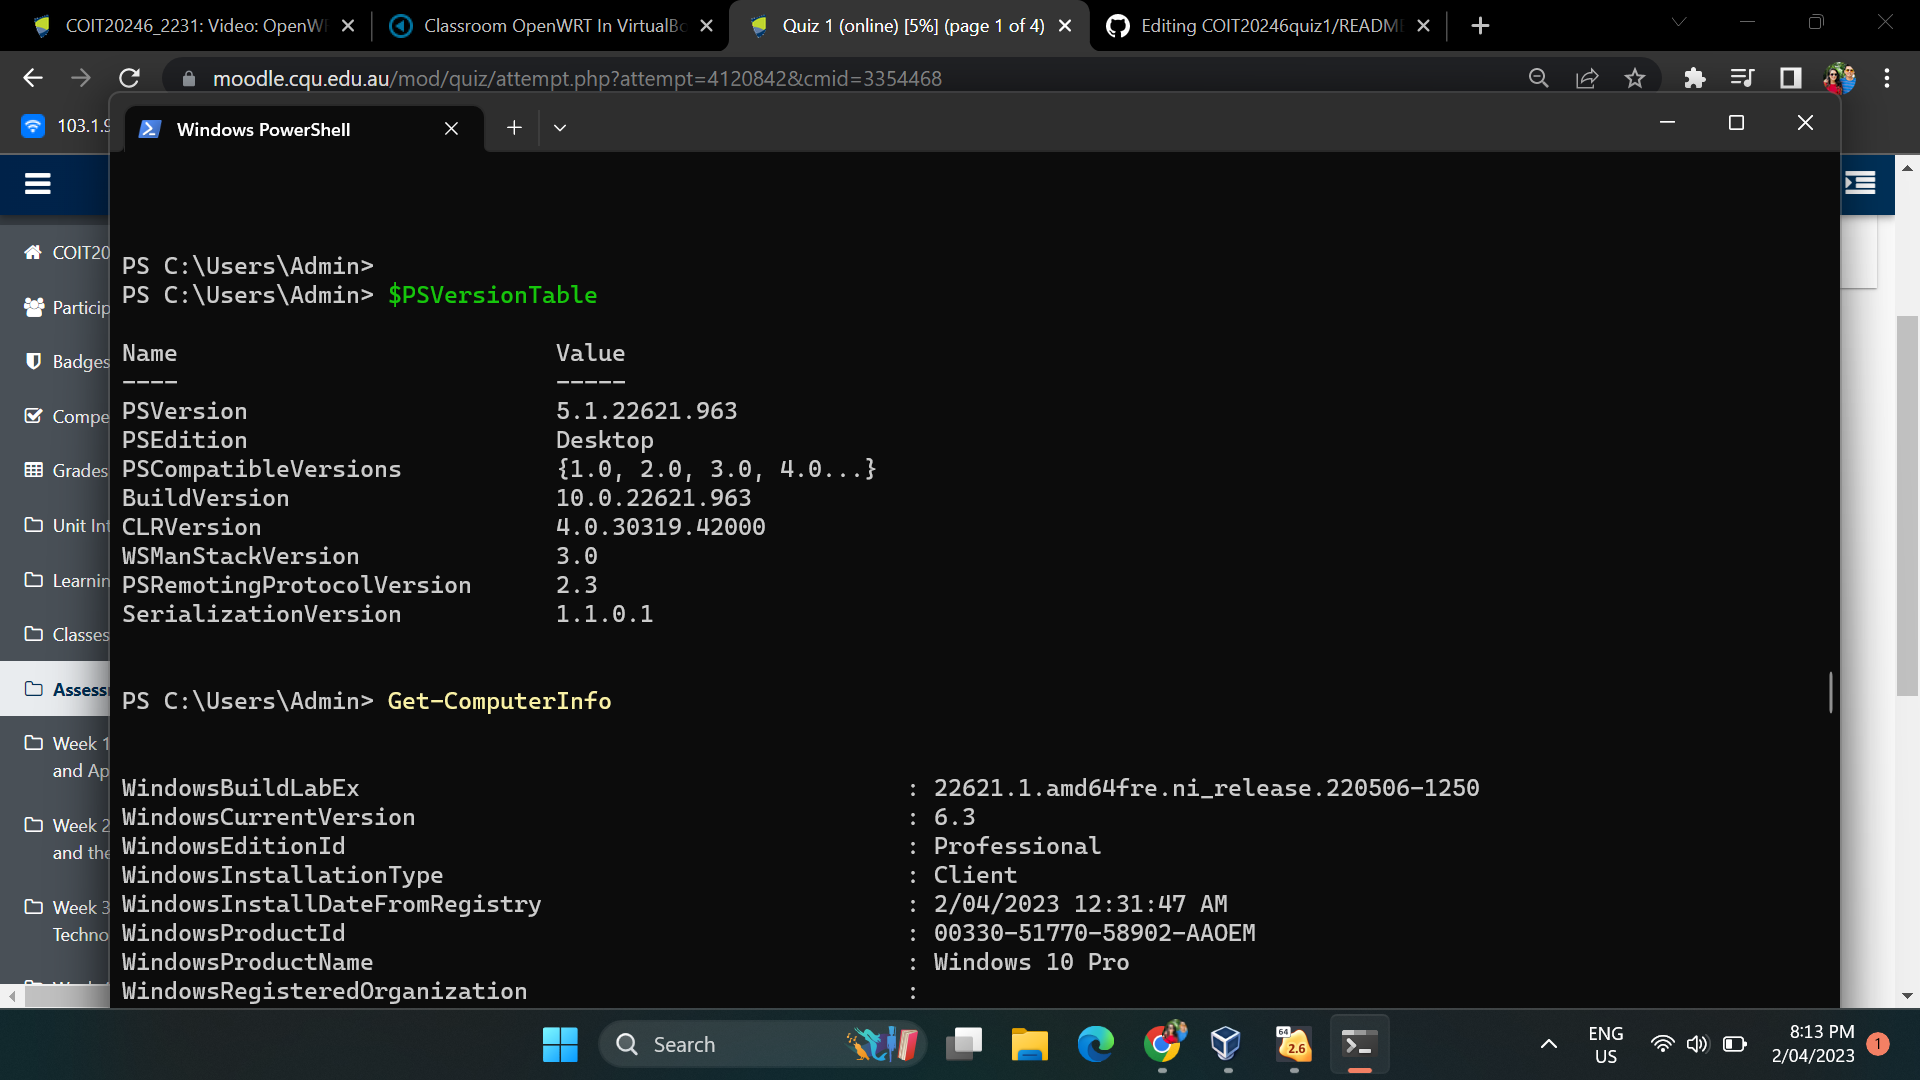 COIT20246_2231: Video: OpenW
Classroom OpenWRT In VirtualBo
Quiz 1 (online) [5%] (page 1 of 4)
Editing COIT20246quiz1/README
moodle.cqu.edu.au/mod/quiz/attempt.php?attempt=4120842&cmid=3354468
103.1.9
Windows PowerShell
COIT20
Particip
Badges
Compe
Grades
Unit Int
Learnin
Classes
Assess
Week 1
and Ap
Week 2
and the
Week 3
Techno
PS C:\Users\Admin>
PS C:\Users\Admin> $PSVersionTable
Name Value
---- -----
PSVersion 5.1.22621.963
PSEdition Desktop
PSCompatibleVersions {1.0, 2.0, 3.0, 4.0...}
BuildVersion 10.0.22621.963
CLRVersion 4.0.30319.42000
WSManStackVersion 3.0
PSRemotingProtocolVersion 2.3
SerializationVersion 1.1.0.1
PS C:\Users\Admin> Get-ComputerInfo
WindowsBuildLabEx : 22621.1.amd64fre.ni_release.220506-1250
WindowsCurrentVersion : 6.3
WindowsEditionId : Professional
WindowsInstallationType : Client
WindowsInstallDateFromRegistry : 2/04/2023 12:31:47 AM
WindowsProductId : 00330-51770-58902-AAOEM
WindowsProductName : Windows 10 Pro
WindowsRegisteredOrganization :
Search
64
2.6
ENG
US
8:13 PM
2/04/2023
1